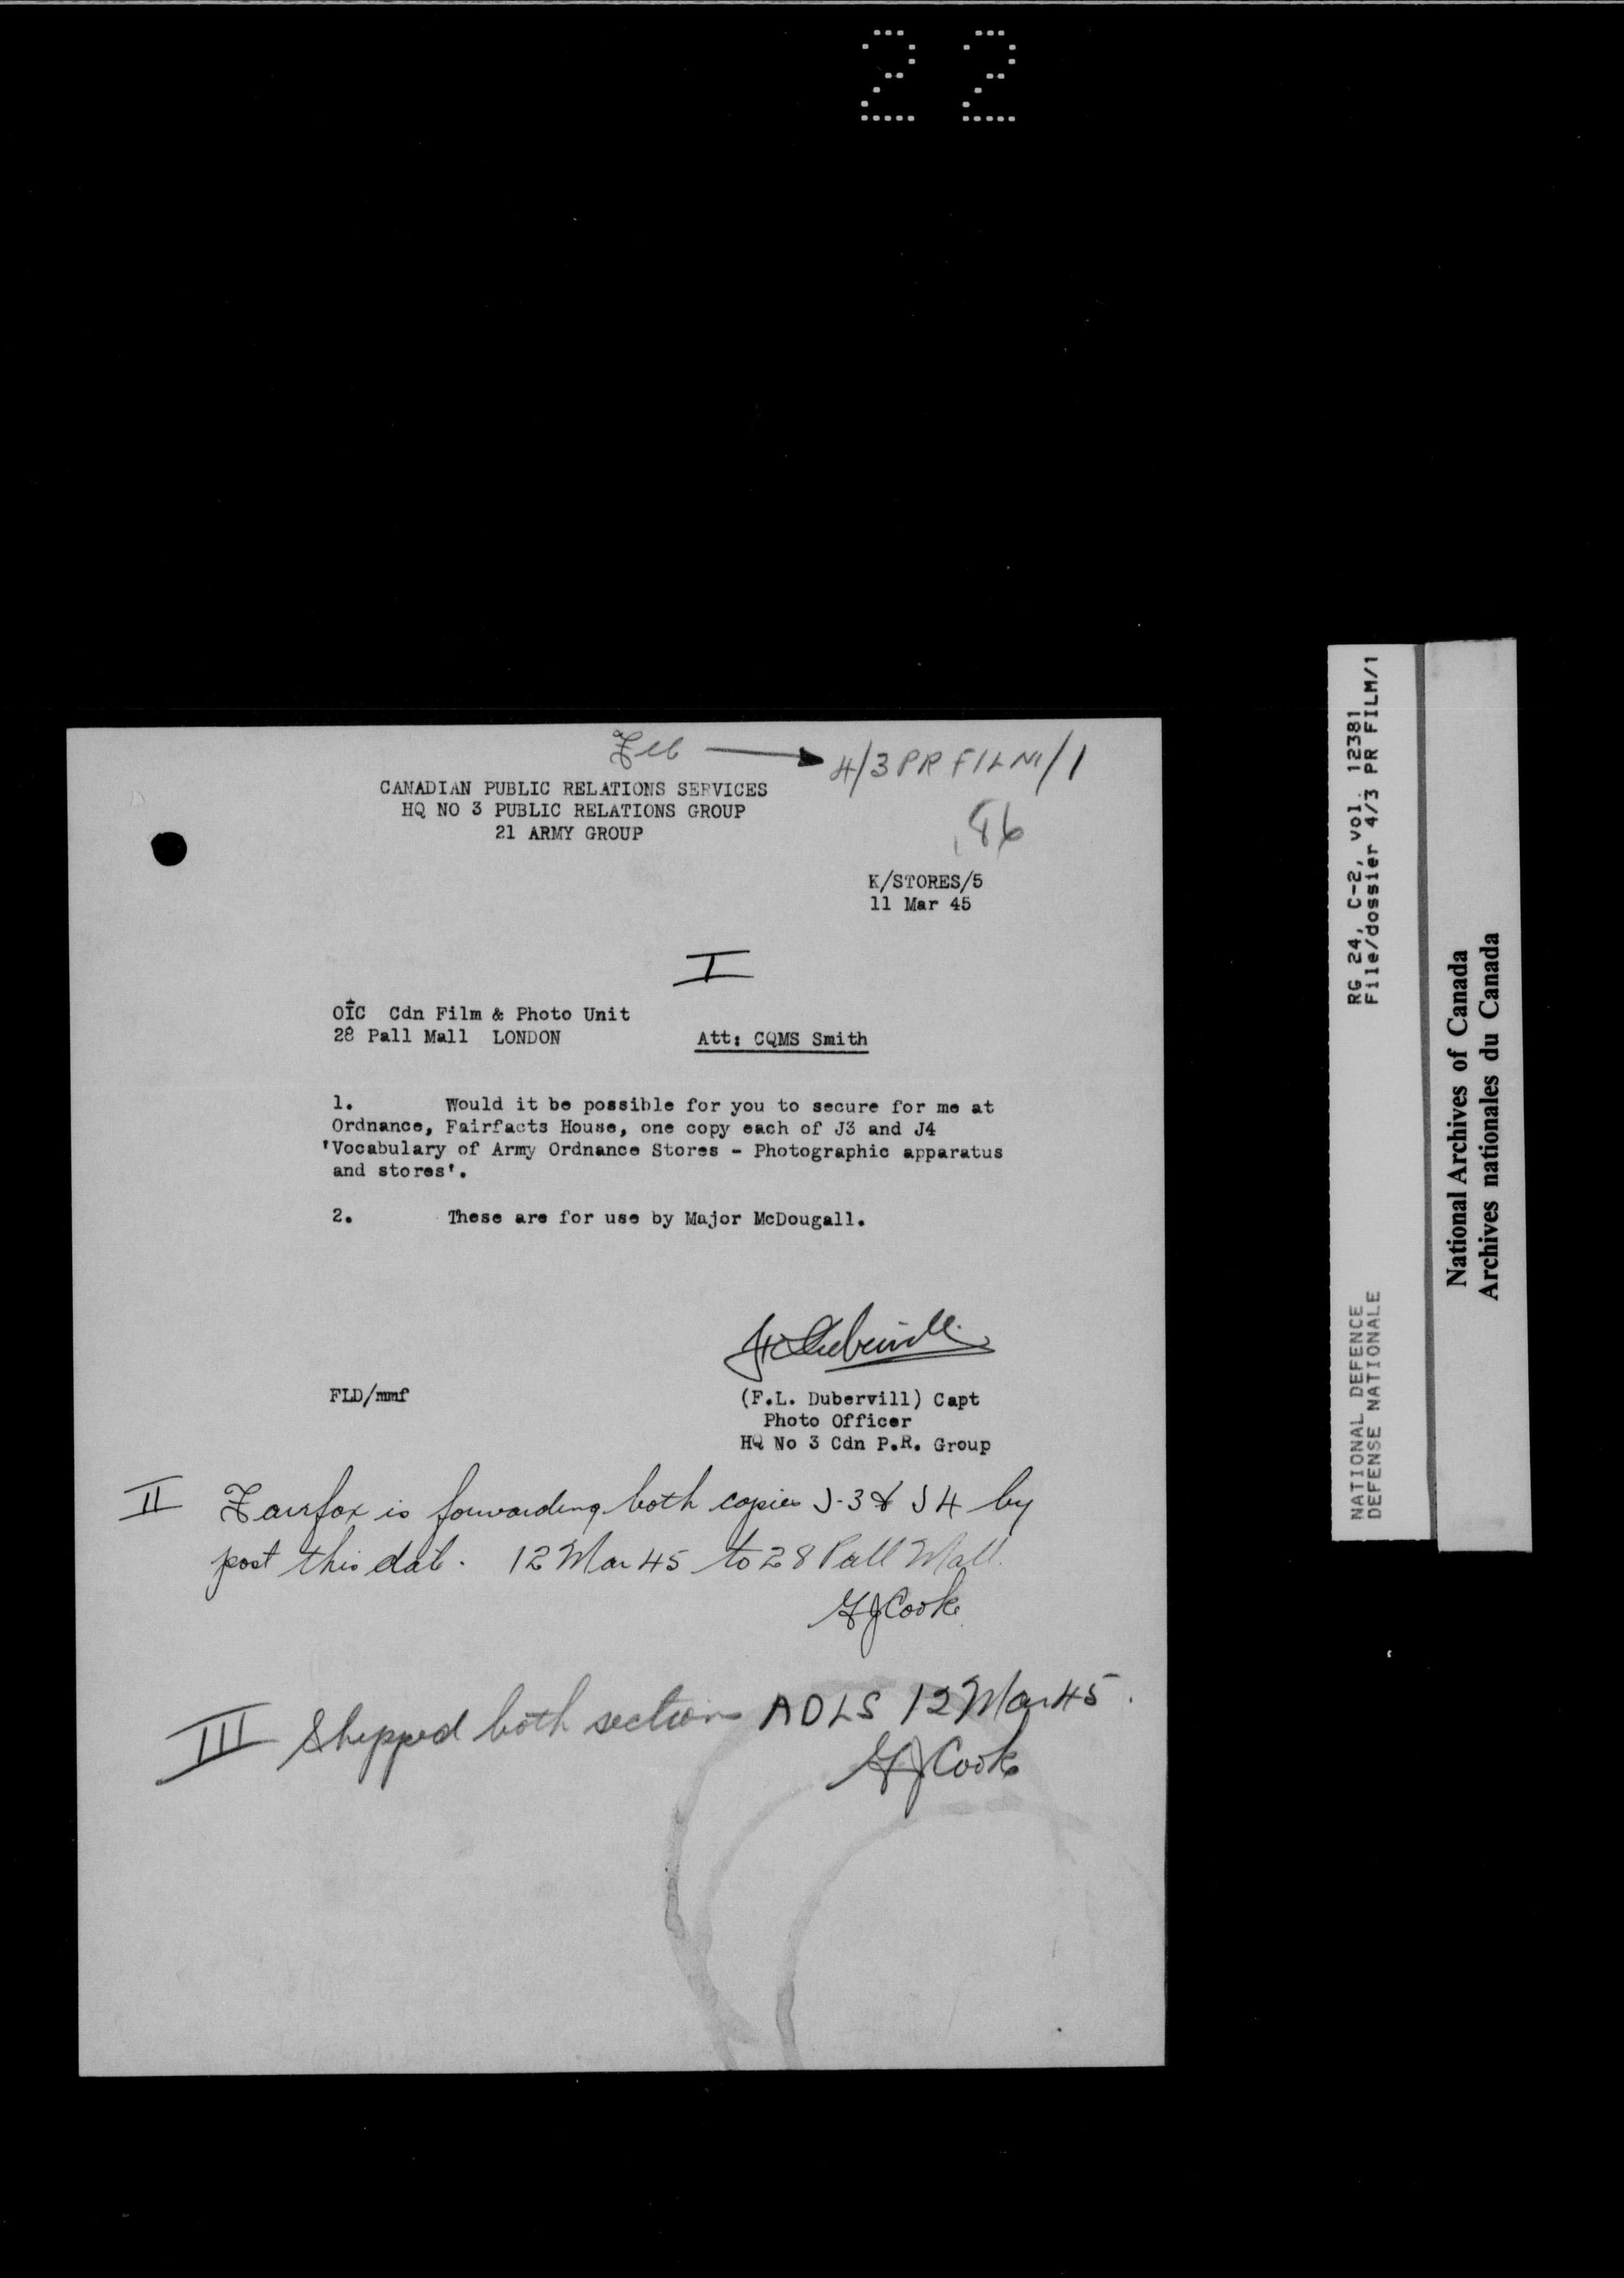 22
File → 4/3 PR FILM/1
CANADIAN PUBLIC RELATIONS SERVICES
HQ NO 3 PUBLIC RELATIONS GROUP
21 ARMY GROUP
86
K/STORES/5
11 Mar 45
I
OIC Cdn Film & Photo Unit
28 Pall Mall LONDON Att: CQMS Smith
1. Would it be possible for you to secure for me at
Ordnance, Fairfacts House, one copy each of J3 and J4
'Vocabulary of Army Ordnance Stores - Photographic apparatus
and stores'.
2. These are for use by Major McDougall.
FLD/mmf
(F.L. Dubervill) Capt
Photo Officer
HQ No 3 Cdn P.R. Group
II Fairfax is forwarding both copies J-3 & J4 by
post this date. 12 Mar 45 to 28 Pall Mall.
Cook
III Shipped both sections ADLS 12 Mar 45.
Cook
RG 24, C-2, vol. 12381
File/dossier 4/3 PR FILM/1
NATIONAL DEFENCE
DEFENSE NATIONALE
National Archives of Canada
Archives nationales du Canada